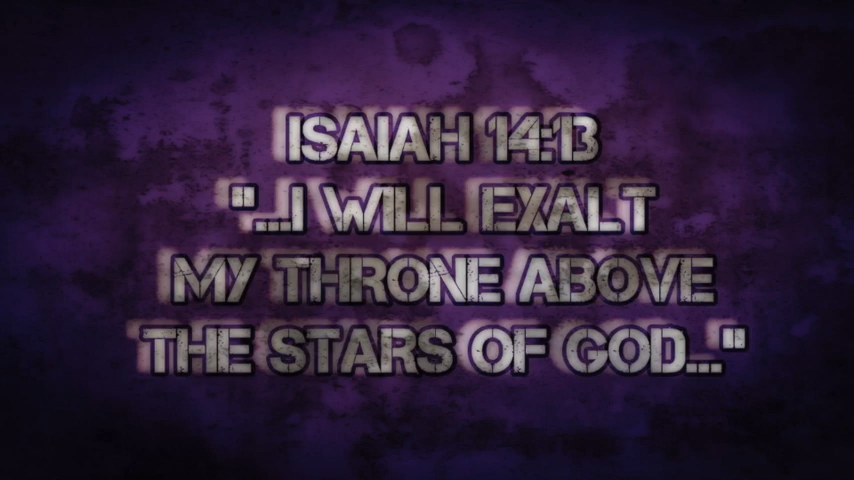 ISAIAH 14:13
"...I WILL EXALT
MY THRONE ABOVE
THE STARS OF GOD..."